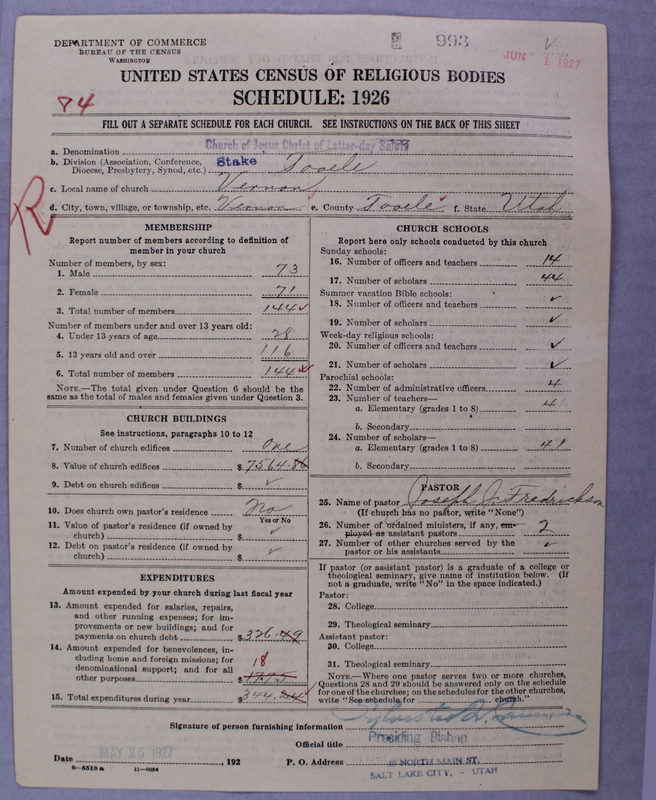 993
JUN 1 1927
DEPARTMENT OF COMMERCE
BUREAU OF THE CENSUS
WASHINGTON
UNITED STATES CENSUS OF RELIGIOUS BODIES
SCHEDULE: 1926
74
FILL OUT A SEPARATE SCHEDULE FOR EACH CHURCH. SEE INSTRUCTIONS ON THE BACK OF THIS SHEET
a. Denomination Church of Jesus Christ of Latter-day Saints
b. Division (Association, Conference, Diocese, Presbytery, Synod, etc.) Stake Tooele
c. Local name of church Vernon
d. City, town, village, or township, etc. Vernon e. County Tooele f. State Utah
R
MEMBERSHIP
Report number of members according to definition of
member in your church
Number of members, by sex:
1. Male 73
2. Female 71
3. Total number of members 144
Number of members under and over 13 years old:
4. Under 13 years of age 28
5. 13 years old and over 116
6. Total number of members 144
NOTE.—The total given under Question 6 should be the
same as the total of males and females given under Question 3.
CHURCH BUILDINGS
See instructions, paragraphs 10 to 12
7. Number of church edifices One
8. Value of church edifices $ 7564.86
9. Debt on church edifices $ ✓
10. Does church own pastor's residence No
Yes or No
11. Value of pastor's residence (if owned by
church) $ ✓
12. Debt on pastor's residence (if owned by
church) $ ✓
EXPENDITURES
Amount expended by your church during last fiscal year
13. Amount expended for salaries, repairs,
and other running expenses; for im-
provements or new buildings; and for
payments on church debt $ 326.49
14. Amount expended for benevolences, in-
cluding home and foreign missions; for
denominational support; and for all
other purposes $ 18
15. Total expenditures during year $ 344.
CHURCH SCHOOLS
Report here only schools conducted by this church
Sunday schools:
16. Number of officers and teachers 14
17. Number of scholars 44
Summer vacation Bible schools:
18. Number of officers and teachers ✓
19. Number of scholars ✓
Week-day religious schools:
20. Number of officers and teachers ✓
21. Number of scholars ✓
Parochial schools:
22. Number of administrative officers 4
23. Number of teachers—
a. Elementary (grades 1 to 8) 4
b. Secondary
24. Number of scholars—
a. Elementary (grades 1 to 8) 41
b. Secondary
PASTOR
25. Name of pastor Joseph J. Fredrickson
(If church has no pastor, write "None")
26. Number of ordained ministers, if any, em-
ployed as assistant pastors 2
27. Number of other churches served by the
pastor or his assistants ✓
If pastor (or assistant pastor) is a graduate of a college or
theological seminary, give name of institution below. (If
not a graduate, write "No" in the space indicated.)
Pastor:
28. College
29. Theological seminary
Assistant pastor:
30. College
31. Theological seminary
NOTE.—Where one pastor serves two or more churches,
Questions 28 and 29 should be answered only on the schedule
for one of the churches; on the schedules for the other churches,
write "See schedule for church."
Signature of person furnishing information Sylvester Q. Cannon
Official title Presiding Bishop
MAY 25 1927
Date , 192 P. O. Address 40 NORTH MAIN ST.
SALT LAKE CITY, - UTAH
8—5518 a 11—9054